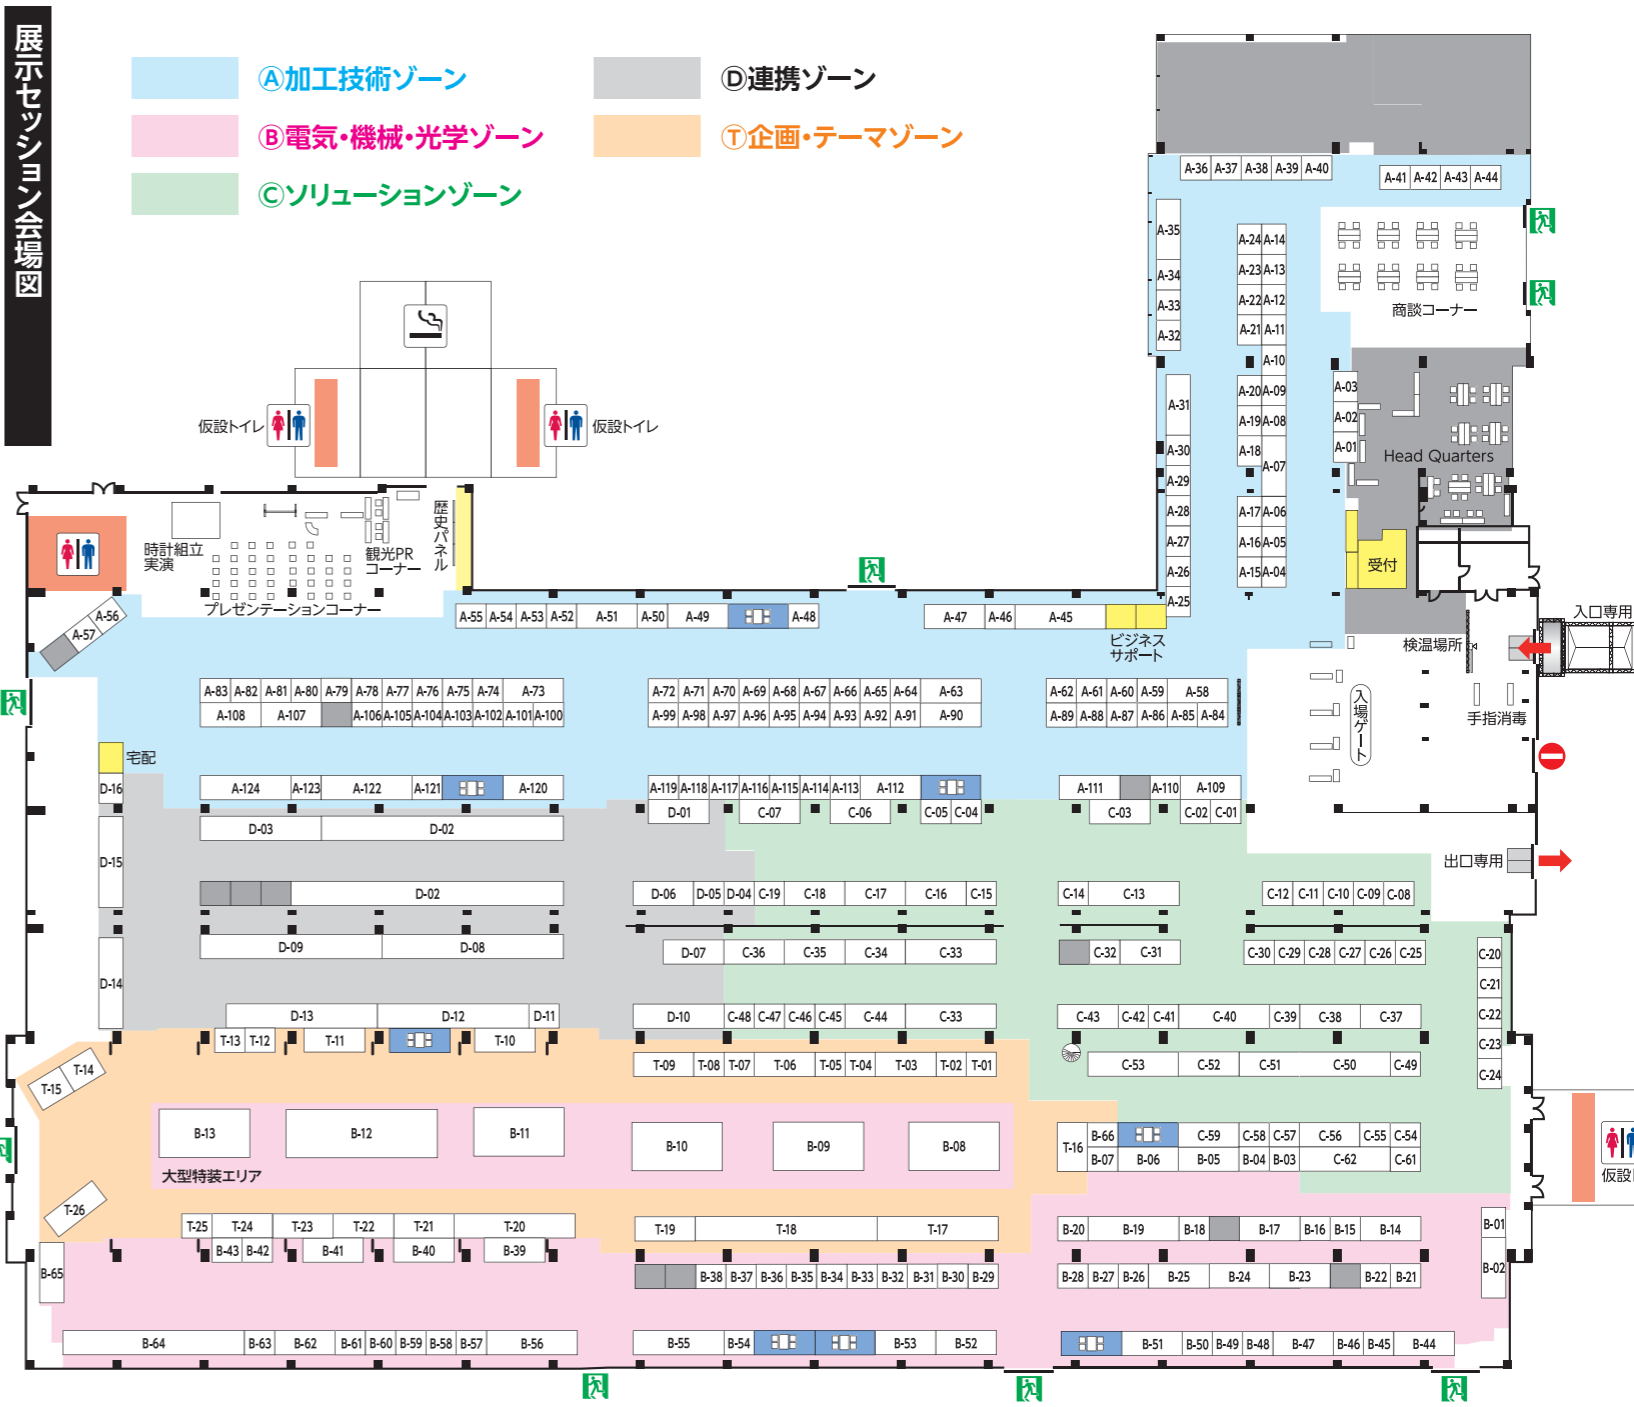 展示セッション会場図
Ⓐ加工技術ゾーン
Ⓓ連携ゾーン
Ⓑ電気・機械・光学ゾーン
Ⓣ企画・テーマゾーン
Ⓒソリューションゾーン
A-36 A-37 A-38 A-39 A-40
A-41 A-42 A-43 A-44
A-35
A-34
A-33
A-32
A-24 A-14
A-23 A-13
A-22 A-12
A-21 A-11
A-10
A-20 A-09
A-19 A-08
A-18
A-07
A-17 A-06
A-16 A-05
A-15 A-04
商談コーナー
A-03
A-02
A-01
Head Quarters
A-31
A-30
A-29
A-28
A-27
A-26
A-25
受付
仮設トイレ
仮設トイレ
時計組立
実演
観光PR
コーナー
歴史パネル
プレゼンテーションコーナー
入口専用
検温場所
手指消毒
入場ゲート
出口専用
A-56
A-57
A-55 A-54 A-53 A-52 A-51 A-50 A-49 A-48
A-47 A-46 A-45
ビジネス
サポート
A-83 A-82 A-81 A-80 A-79 A-78 A-77 A-76 A-75 A-74 A-73
A-108 A-107 A-106 A-105 A-104 A-103 A-102 A-101 A-100
A-72 A-71 A-70 A-69 A-68 A-67 A-66 A-65 A-64 A-63
A-99 A-98 A-97 A-96 A-95 A-94 A-93 A-92 A-91 A-90
A-62 A-61 A-60 A-59 A-58
A-89 A-88 A-87 A-86 A-85 A-84
宅配
D-16
D-15
D-14
A-124 A-123 A-122 A-121 A-120
A-119 A-118 A-117 A-116 A-115 A-114 A-113 A-112
A-111 A-110 A-109
D-01 C-07 C-06 C-05 C-04
C-03 C-02 C-01
D-03 D-02
D-02
D-06 D-05 D-04 C-19 C-18 C-17 C-16 C-15
C-14 C-13
C-12 C-11 C-10 C-09 C-08
D-09 D-08
D-07 C-36 C-35 C-34 C-33
C-32 C-31
C-30 C-29 C-28 C-27 C-26 C-25
C-20
C-21
C-22
C-23
C-24
D-13 D-12 D-11
D-10 C-48 C-47 C-46 C-45 C-44 C-33
C-43 C-42 C-41 C-40 C-39 C-38 C-37
T-13 T-12 T-11 T-10
T-14
T-15
T-09 T-08 T-07 T-06 T-05 T-04 T-03 T-02 T-01
C-53 C-52 C-51 C-50 C-49
B-13 B-12 B-11
B-10 B-09 B-08
大型特装エリア
T-16
B-66 C-59 C-58 C-57 C-56 C-55 C-54
B-07 B-06 B-05 B-04 B-03 C-62 C-61
仮設
T-26
T-25 T-24 T-23 T-22 T-21 T-20
B-43 B-42 B-41 B-40 B-39
T-19 T-18 T-17
B-20 B-19 B-18 B-17 B-16 B-15 B-14
B-01
B-02
B-65
B-38 B-37 B-36 B-35 B-34 B-33 B-32 B-31 B-30 B-29
B-28 B-27 B-26 B-25 B-24 B-23 B-22 B-21
B-64 B-63 B-62 B-61 B-60 B-59 B-58 B-57 B-56
B-55 B-54 B-53 B-52
B-51 B-50 B-49 B-48 B-47 B-46 B-45 B-44